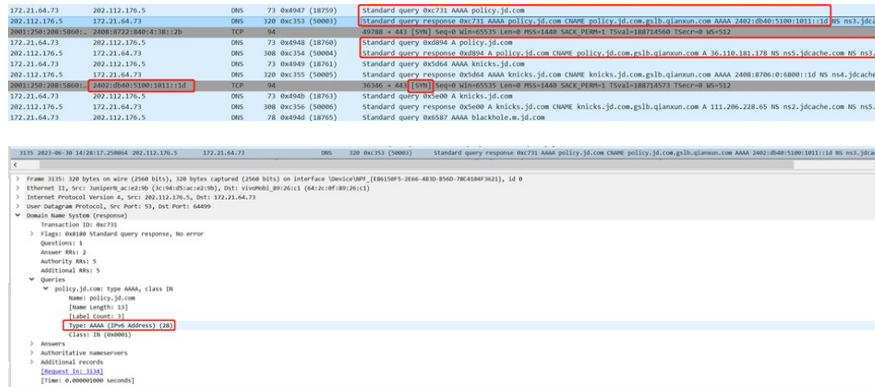 172.21.64.73 202.112.176.5 DNS 73 0x4947 (18759) Standard query 0xc731 AAAA policy.jd.com
202.112.176.5 172.21.64.73 DNS 320 0xc353 (50003) Standard query response 0xc731 AAAA policy.jd.com CNAME policy.jd.com.gslb.qianxun.com AAAA 2402:db40:5100:1011::1d NS ns3.jd
2001:250:208:5860:… 2408:8722:840:4:38::2b TCP 94 49788 → 443 [SYN] Seq=0 Win=65535 Len=0 MSS=1440 SACK_PERM=1 TSval=188714560 TSecr=0 WS=512
172.21.64.73 202.112.176.5 DNS 73 0x4948 (18760) Standard query 0xd894 A policy.jd.com
202.112.176.5 172.21.64.73 DNS 308 0xc354 (50004) Standard query response 0xd894 A policy.jd.com CNAME policy.jd.com.gslb.qianxun.com A 36.110.181.178 NS ns5.jdcache.com NS ns3.
172.21.64.73 202.112.176.5 DNS 73 0x4949 (18761) Standard query 0x5d64 AAAA knicks.jd.com
202.112.176.5 172.21.64.73 DNS 320 0xc355 (50005) Standard query response 0x5d64 AAAA knicks.jd.com CNAME knicks.jd.com.gslb.qianxun.com AAAA 2408:8706:0:6800::1d NS ns4.jdcache
2001:250:208:5860:… 2402:db40:5100:1011::1d TCP 94 36346 → 443 [SYN] Seq=0 Win=65535 Len=0 MSS=1440 SACK_PERM=1 TSval=188714573 TSecr=0 WS=512
172.21.64.73 202.112.176.5 DNS 73 0x494b (18763) Standard query 0x5e00 A knicks.jd.com
202.112.176.5 172.21.64.73 DNS 308 0xc356 (50006) Standard query response 0x5e00 A knicks.jd.com CNAME knicks.jd.com.gslb.qianxun.com A 111.206.228.65 NS ns2.jdcache.com NS ns5.
172.21.64.73 202.112.176.5 DNS 78 0x494d (18765) Standard query 0x6587 AAAA blackhole.m.jd.com
3135 2023-06-30 14:28:17.250864 202.112.176.5 172.21.64.73 DNS 320 0xc353 (50003) Standard query response 0xc731 AAAA policy.jd.com CNAME policy.jd.com.gslb.qianxun.com AAAA 2402:db40:5100:1011::1d NS ns3.jdca
Frame 3135: 320 bytes on wire (2560 bits), 320 bytes captured (2560 bits) on interface \Device\NPF_{E86150F5-2E66-4B3D-B56D-78C4104F3621}, id 0
Ethernet II, Src: JuniperN_ac:e2:9b (3c:94:d5:ac:e2:9b), Dst: vivoMobi_89:26:c1 (64:2c:0f:89:26:c1)
Internet Protocol Version 4, Src: 202.112.176.5, Dst: 172.21.64.73
User Datagram Protocol, Src Port: 53, Dst Port: 64499
Domain Name System (response)
Transaction ID: 0xc731
Flags: 0x8180 Standard query response, No error
Questions: 1
Answer RRs: 2
Authority RRs: 5
Additional RRs: 5
Queries
policy.jd.com: type AAAA, class IN
Name: policy.jd.com
[Name Length: 13]
[Label Count: 3]
Type: AAAA (IPv6 Address) (28)
Class: IN (0x0001)
Answers
Authoritative nameservers
Additional records
[Request In: 3134]
[Time: 0.000001000 seconds]